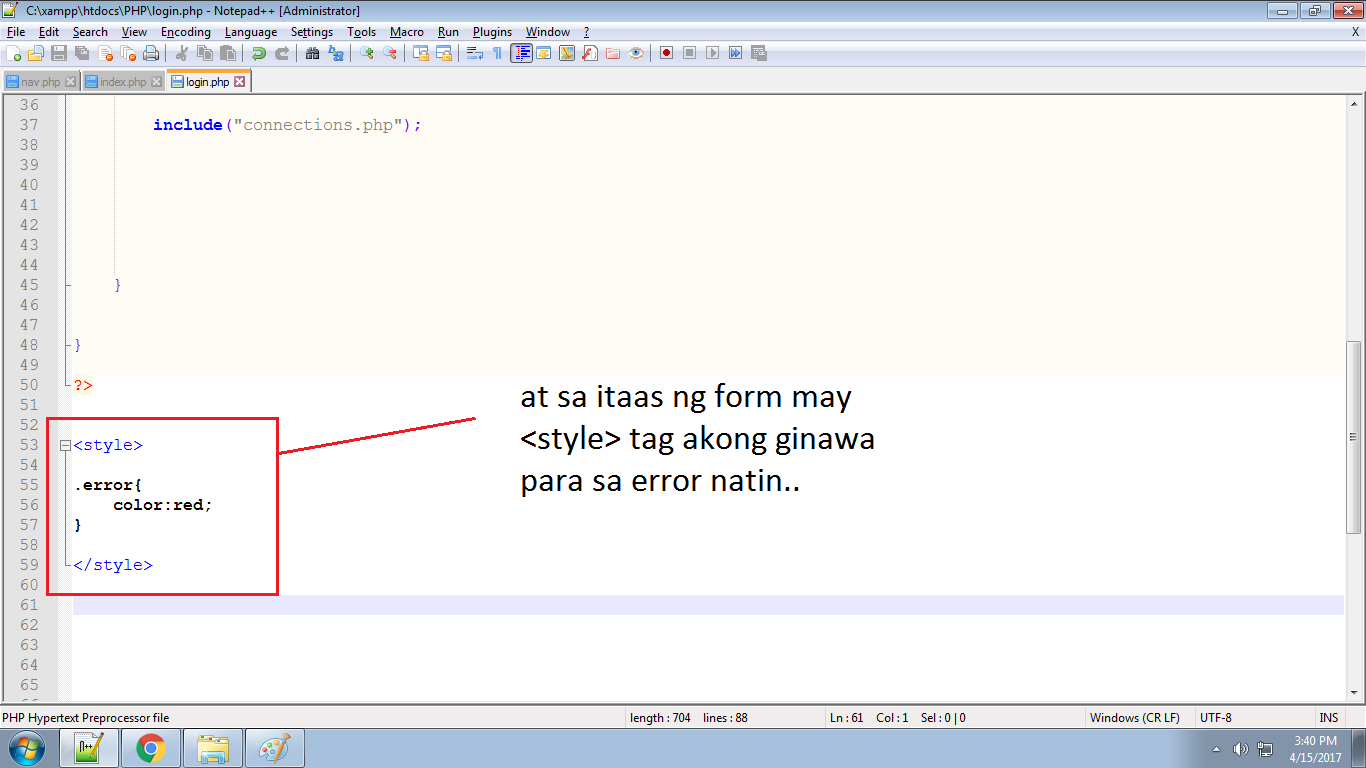 C:\xampp\htdocs\PHP\login.php - Notepad++ [Administrator]
File Edit Search View Encoding Language Settings Tools Macro Run Plugins Window ? X
nav.php index.php login.php
36
37 include("connections.php");
38
39
40
41
42
43
44
45 }
46
47
48 }
49
50 ?>
51
52
53 <style>
54
55 .error{
56 color:red;
57 }
58
59 </style>
60
61
62
63
64
65
at sa itaas ng form may
<style> tag akong ginawa
para sa error natin..
PHP Hypertext Preprocessor file length : 704 lines : 88 Ln : 61 Col : 1 Sel : 0 | 0 Windows (CR LF) UTF-8 INS
3:40 PM
4/15/2017